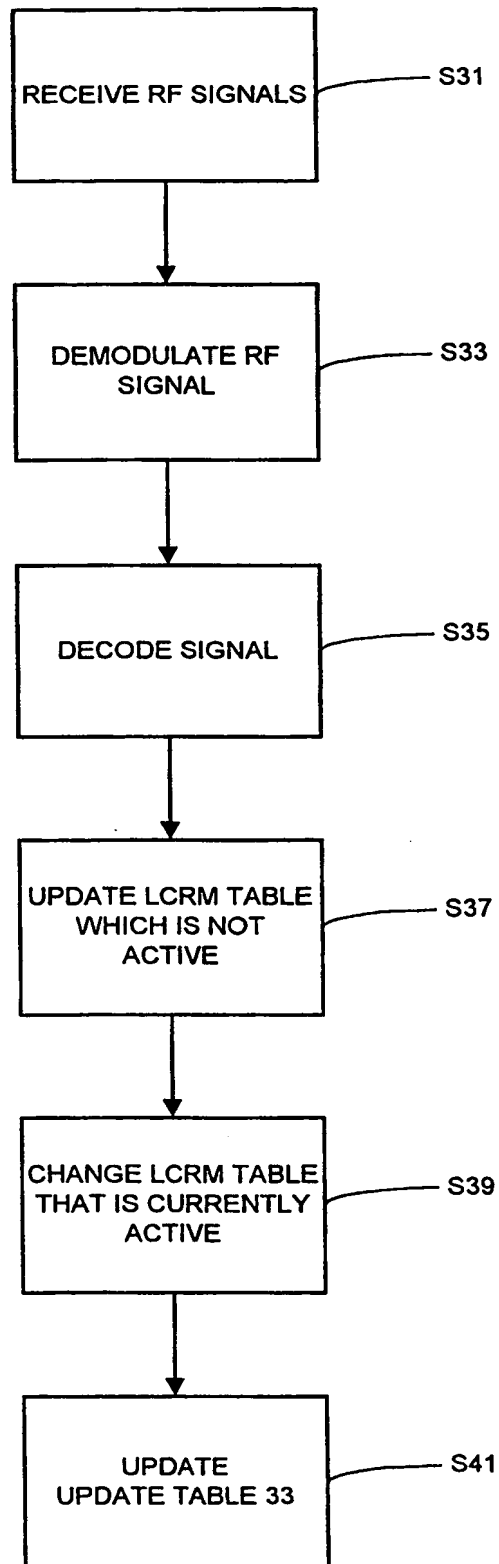 RECEIVE RF SIGNALS
S31
DEMODULATE RF
SIGNAL
S33
DECODE SIGNAL
S35
UPDATE LCRM TABLE
WHICH IS NOT
ACTIVE
S37
CHANGE LCRM TABLE
THAT IS CURRENTLY
ACTIVE
S39
UPDATE
UPDATE TABLE 33
S41